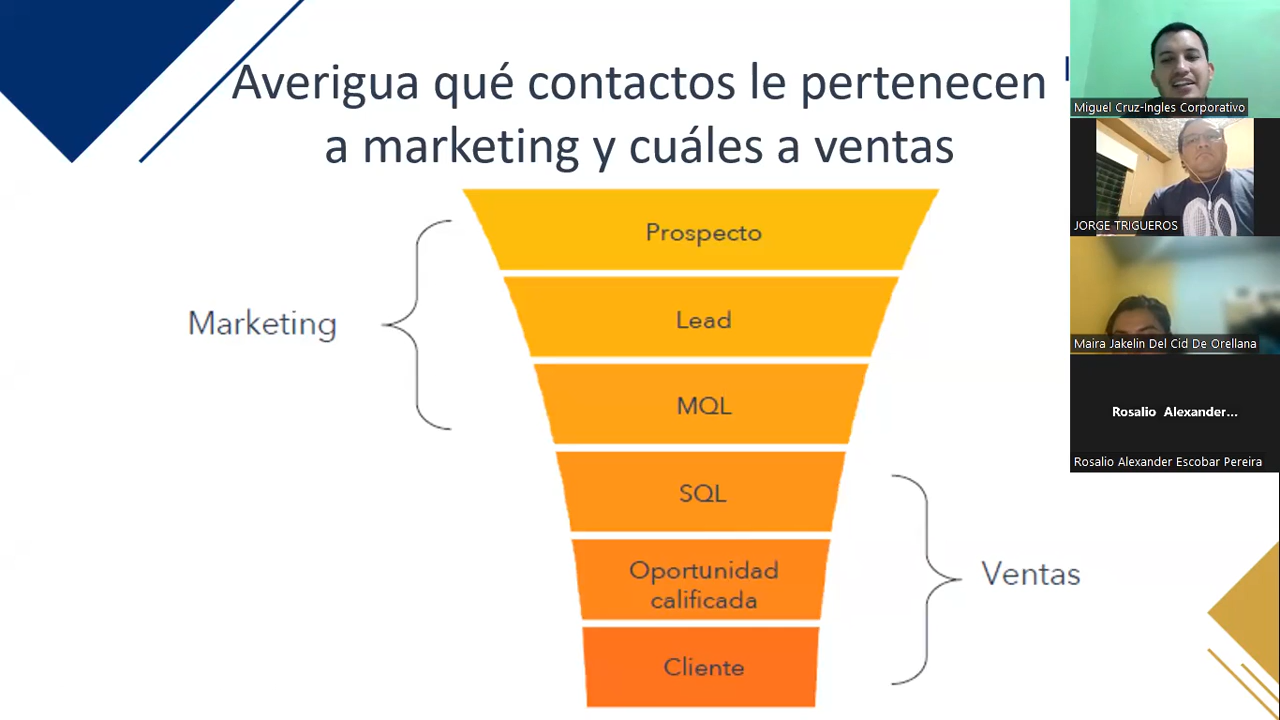 Averigua qué contactos le pertenecen
a marketing y cuáles a ventas
Marketing
Prospecto
Lead
MQL
SQL
Oportunidad
calificada
Cliente
Ventas
Miguel Cruz-Ingles Corporativo
JORGE TRIGUEROS
Maira Jakelin Del Cid De Orellana
Rosalio Alexander...
Rosalio Alexander Escobar Pereira